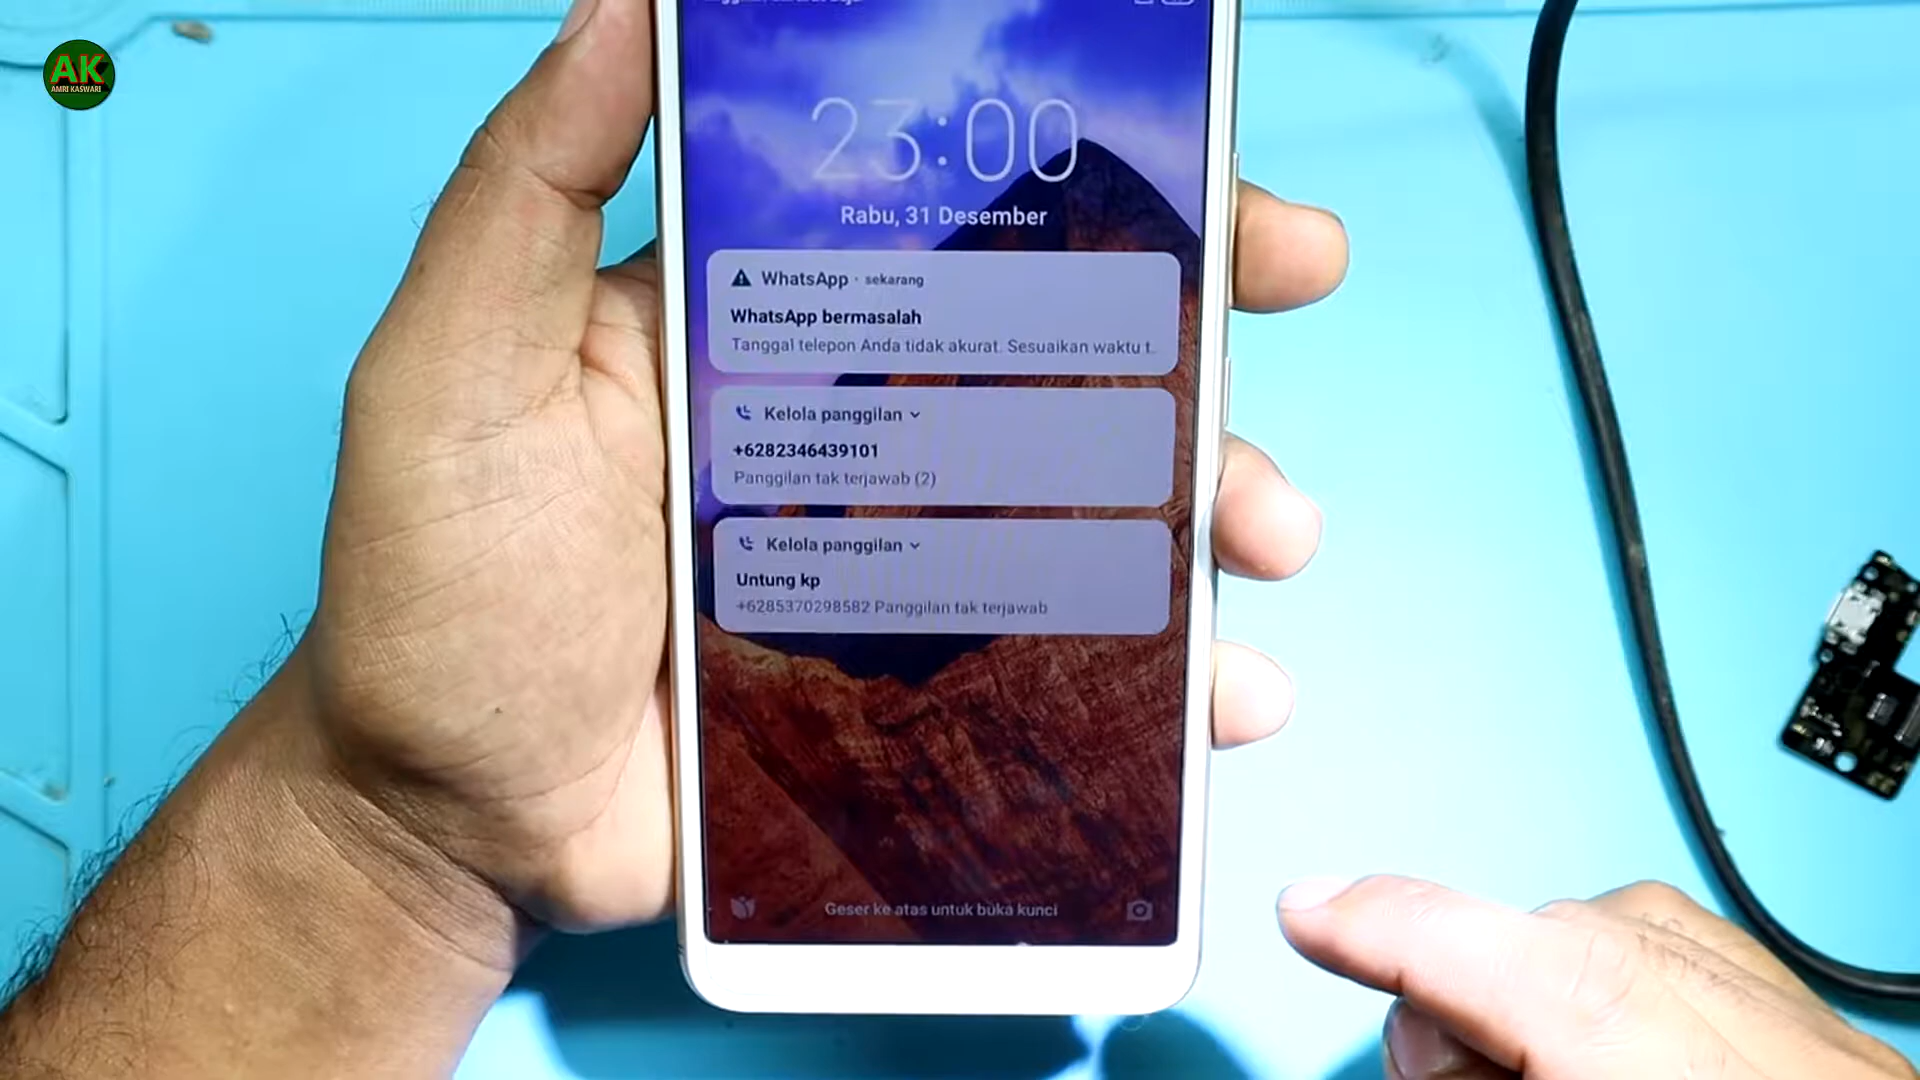 AK
AMRI KASWARI
23:00
Rabu, 31 Desember
WhatsApp · sekarang
WhatsApp bermasalah
Tanggal telepon Anda tidak akurat. Sesuaikan waktu t..
Kelola panggilan
+6282346439101
Panggilan tak terjawab (2)
Kelola panggilan
Untung kp
+6285370298582 Panggilan tak terjawab
Geser ke atas untuk buka kunci